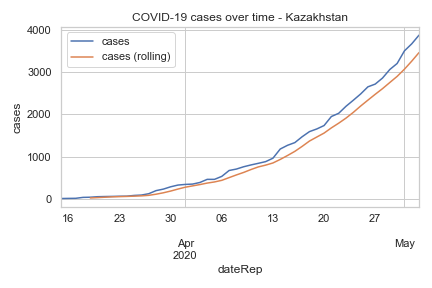 COVID-19 cases over time - Kazakhstan
cases
cases (rolling)
4000
3000
2000
1000
0
cases
16 23 30 06 13 20 27
Apr May
2020
dateRep